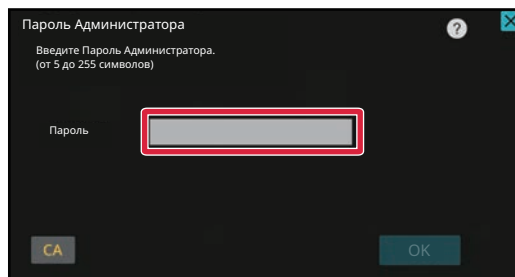 Пароль Администратора
?
Введите Пароль Администратора.
(от 5 до 255 символов)
Пароль
CA
OK